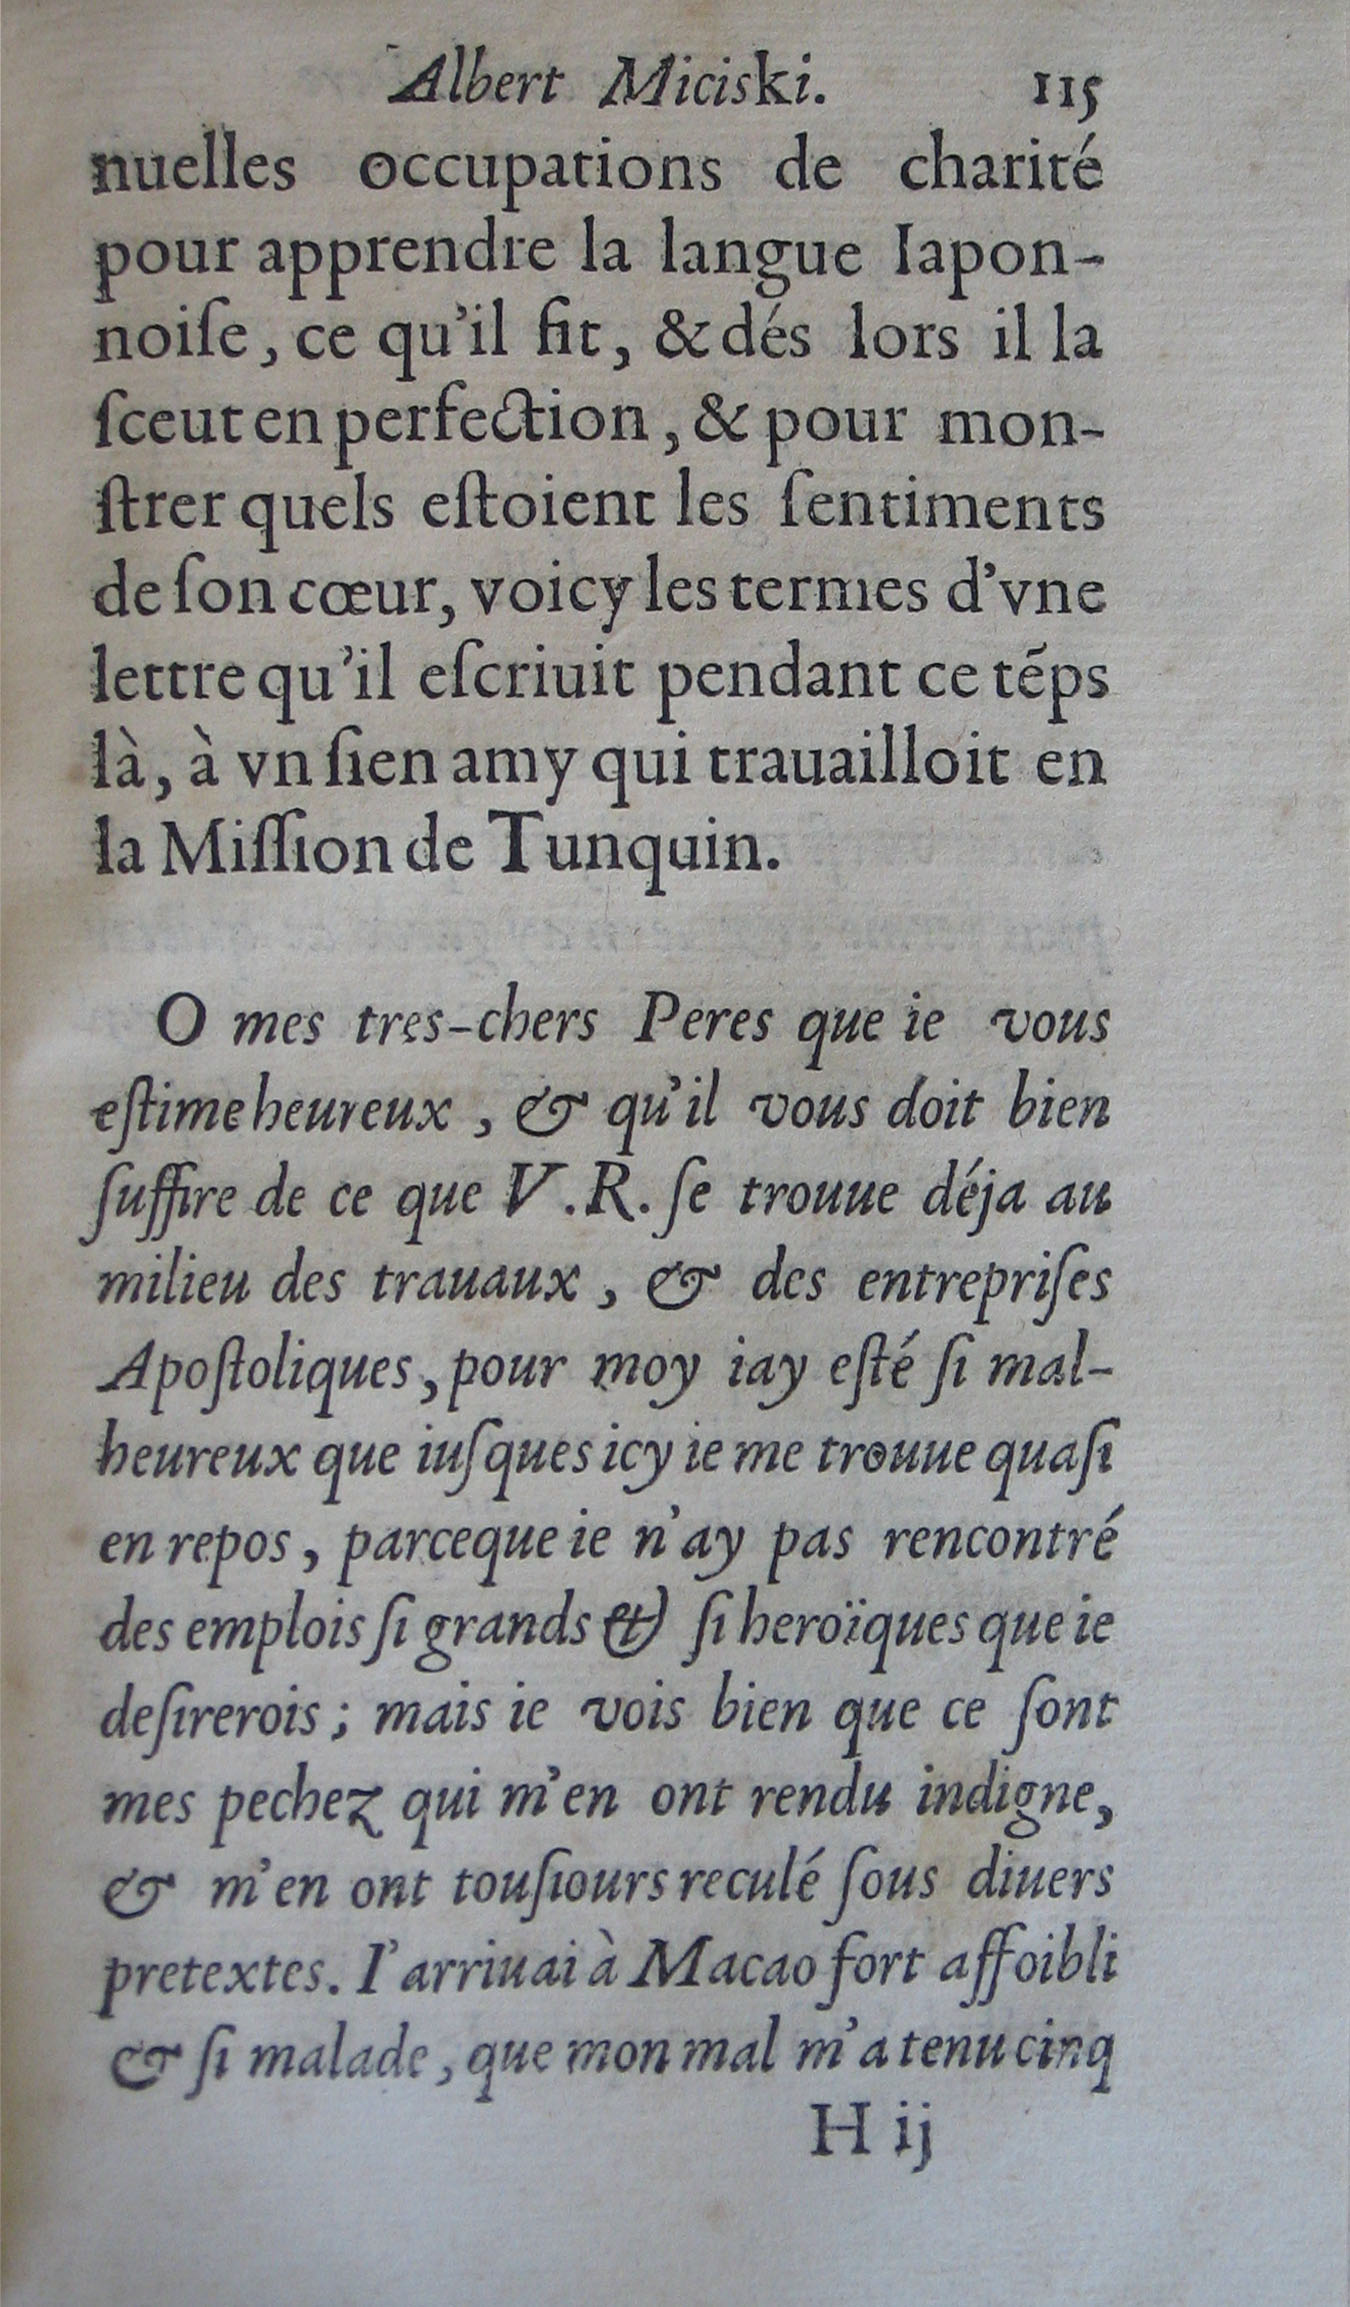 Albert Miciski. 115
nuelles occupations de charité
pour apprendre la langue Iapon-
noiſe, ce qu'il fit, & dés lors il la
ſceut en perfection, & pour mon-
ſtrer quels eſtoient les ſentiments
de ſon cœur, voicy les termes d'vne
lettre qu'il eſcriuit pendant ce tẽps
là, à vn ſien amy qui trauailloit en
la Miſſion de Tunquin.
O mes tres-chers Peres que ie vous
eſtime heureux, & qu'il vous doit bien
ſuffire de ce que V.R. ſe trouue déja au
milieu des trauaux, & des entrepriſes
Apoſtoliques, pour moy iay eſté ſi mal-
heureux que iuſques icy ie me trouue quaſi
en repos, parceque ie n'ay pas rencontré
des emplois ſi grands & ſi heroïques que ie
deſirerois; mais ie vois bien que ce ſont
mes pechez qui m'en ont rendu indigne,
& m'en ont touſiours reculé ſous diuers
pretextes. I'arriuai à Macao fort affoibli
& ſi malade, que mon mal m'a tenu cinq
H ij